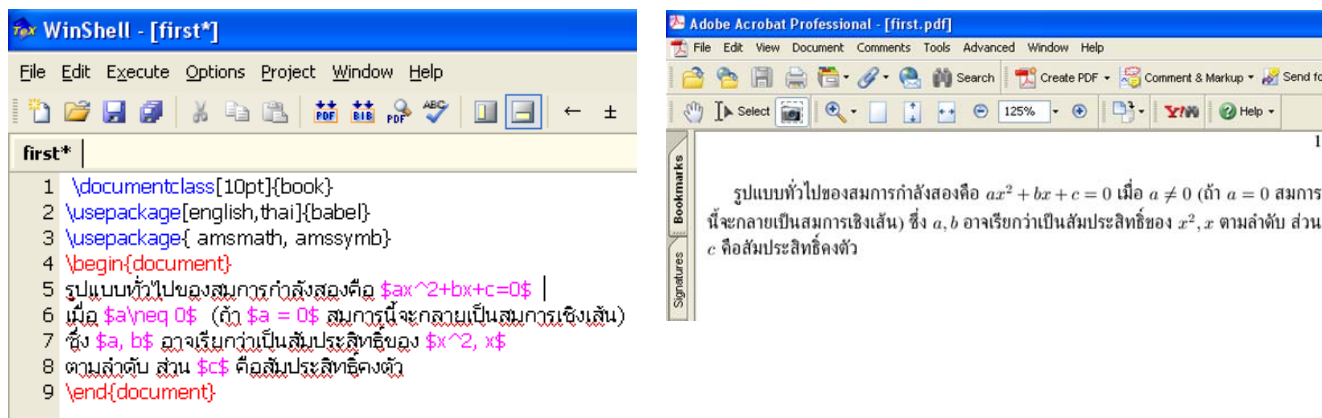 WinShell - [first*]
File Edit Execute Options Project Window Help
PDF BIB PDF ABC ← ±
first*
1 \documentclass[10pt]{book}
2 \usepackage[english,thai]{babel}
3 \usepackage{ amsmath, amssymb}
4 \begin{document}
5 รูปแบบทั่วไปของสมการกำลังสองคือ $ax^2+bx+c=0$
6 เมื่อ $a\neq 0$ (ถ้า $a = 0$ สมการนี้จะกลายเป็นสมการเชิงเส้น)
7 ซึ่ง $a, b$ อาจเรียกว่าเป็นสัมประสิทธิ์ของ $x^2, x$
8 ตามลำดับ ส่วน $c$ คือสัมประสิทธิ์คงตัว
9 \end{document}
Adobe Acrobat Professional - [first.pdf]
File Edit View Document Comments Tools Advanced Window Help
Search Create PDF Comment & Markup Send fo
Select 125% Y! Help
Bookmarks
Signatures
1
รูปแบบทั่วไปของสมการกำลังสองคือ ax² + bx + c = 0 เมื่อ a ≠ 0 (ถ้า a = 0 สมการ
นี้จะกลายเป็นสมการเชิงเส้น) ซึ่ง a, b อาจเรียกว่าเป็นสัมประสิทธิ์ของ x², x ตามลำดับ ส่วน
c คือสัมประสิทธิ์คงตัว